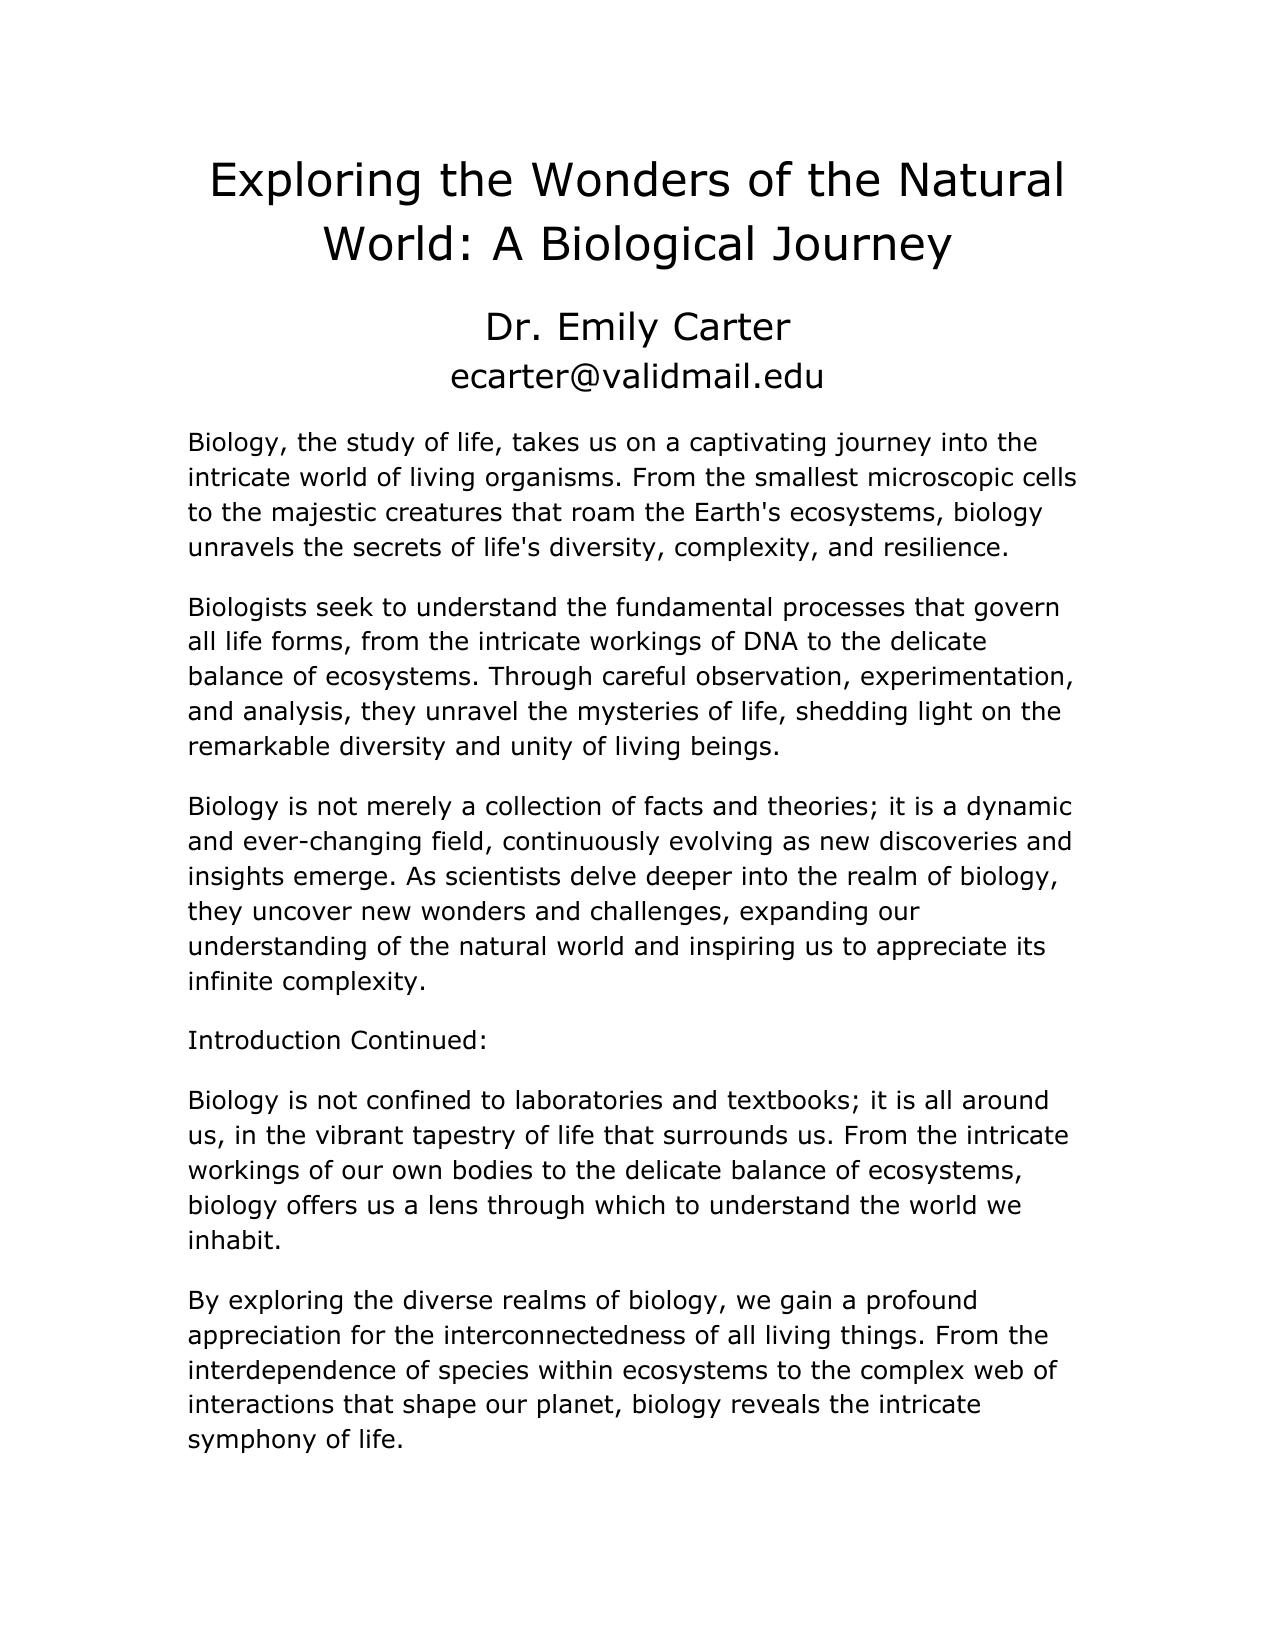 Exploring the Wonders of the Natural
World: A Biological Journey
Dr. Emily Carter
ecarter@validmail.edu
Biology, the study of life, takes us on a captivating journey into the
intricate world of living organisms. From the smallest microscopic cells
to the majestic creatures that roam the Earth's ecosystems, biology
unravels the secrets of life's diversity, complexity, and resilience.
Biologists seek to understand the fundamental processes that govern
all life forms, from the intricate workings of DNA to the delicate
balance of ecosystems. Through careful observation, experimentation,
and analysis, they unravel the mysteries of life, shedding light on the
remarkable diversity and unity of living beings.
Biology is not merely a collection of facts and theories; it is a dynamic
and ever-changing field, continuously evolving as new discoveries and
insights emerge. As scientists delve deeper into the realm of biology,
they uncover new wonders and challenges, expanding our
understanding of the natural world and inspiring us to appreciate its
infinite complexity.
Introduction Continued:
Biology is not confined to laboratories and textbooks; it is all around
us, in the vibrant tapestry of life that surrounds us. From the intricate
workings of our own bodies to the delicate balance of ecosystems,
biology offers us a lens through which to understand the world we
inhabit.
By exploring the diverse realms of biology, we gain a profound
appreciation for the interconnectedness of all living things. From the
interdependence of species within ecosystems to the complex web of
interactions that shape our planet, biology reveals the intricate
symphony of life.